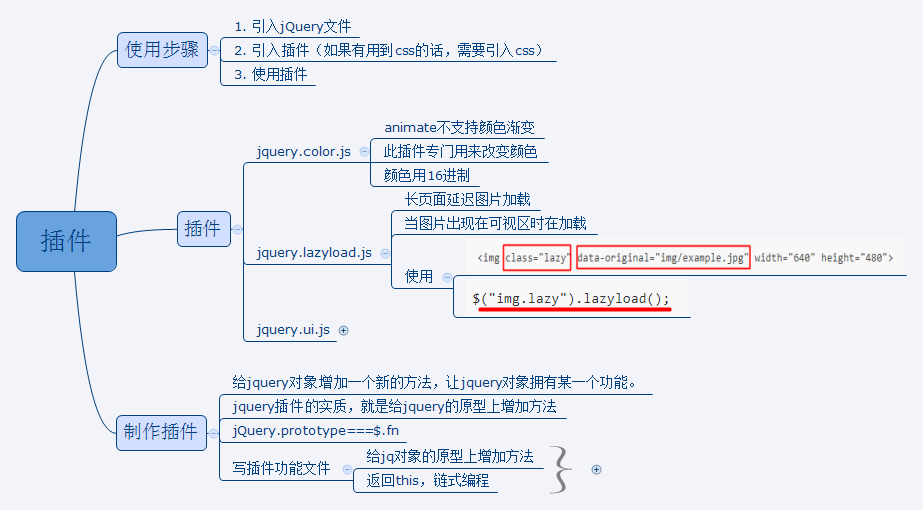 插件
使用步骤
1. 引入jQuery文件
2. 引入插件（如果有用到css的话，需要引入css）
3. 使用插件
插件
jquery.color.js
animate不支持颜色渐变
此插件专门用来改变颜色
颜色用16进制
jquery.lazyload.js
长页面延迟图片加载
当图片出现在可视区时在加载
使用
<img class="lazy" data-original="img/example.jpg" width="640" height="480">
$("img.lazy").lazyload();
jquery.ui.js
制作插件
给jquery对象增加一个新的方法，让jquery对象拥有某一个功能。
jquery插件的实质，就是给jquery的原型上增加方法
jQuery.prototype===$.fn
写插件功能文件
给jq对象的原型上增加方法
返回this，链式编程